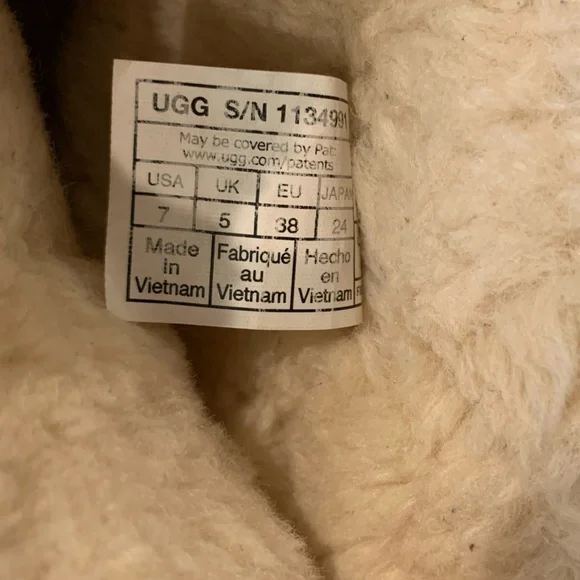 UGG S/N 1134991
May be covered by Pat:
www.ugg.com/patents
USA UK EU JAPAN
7 5 38 24
Made in Vietnam
Fabriqué au Vietnam
Hecho en Vietnam